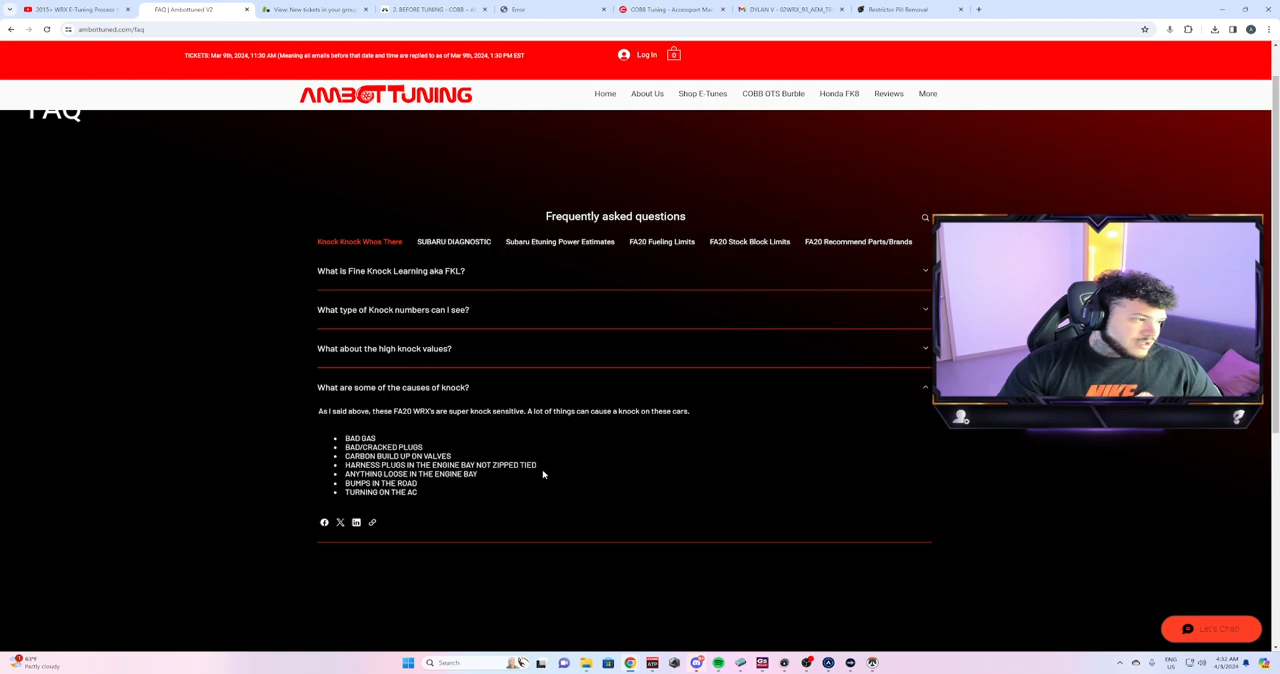 2015+ WRX E-Tuning Process
FAQ | Ambottuned V2
View: New tickets in your grou
2. BEFORE TUNING - COBB
Error
COBB Tuning - Accessport Ma
DYLAN V - 02WRX_93_AEM_
Restrictor Pill Removal
ambottuned.com/faq
TICKETS: Mar 9th, 2024, 11:30 AM (Meaning all emails before that date and time are replied to as of Mar 9th, 2024, 1:30 PM EST
Log In
0
AMBOT TUNING
Home
About Us
Shop E-Tunes
COBB OTS Burble
Honda FK8
Reviews
More
FAQ
Frequently asked questions
Knock Knock Whos There
SUBARU DIAGNOSTIC
Subaru Etuning Power Estimates
FA20 Fueling Limits
FA20 Stock Block Limits
FA20 Recommend Parts/Brands
What is Fine Knock Learning aka FKL?
What type of Knock numbers can I see?
What about the high knock values?
What are some of the causes of knock?
As I said above, these FA20 WRX's are super knock sensitive. A lot of things can cause a knock on these cars.
BAD GAS
BAD/CRACKED PLUGS
CARBON BUILD UP ON VALVES
HARNESS PLUGS IN THE ENGINE BAY NOT ZIPPED TIED
ANYTHING LOOSE IN THE ENGINE BAY
BUMPS IN THE ROAD
TURNING ON THE AC
NIKE
Let's Chat!
63°F
Partly cloudy
Search
ENG
US
4:32 AM
4/3/2024